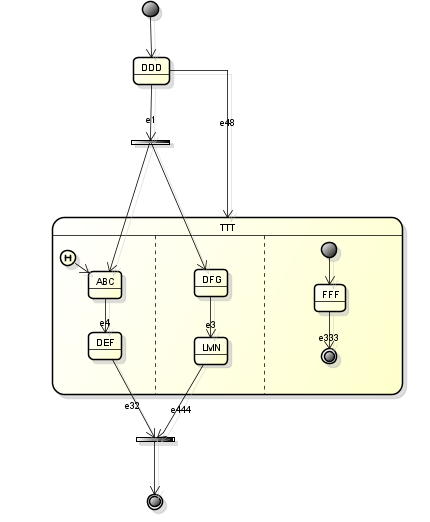 DDD
e1
e48
TTT
H
ABC
DFG
FFF
e4
e3
e333
DEF
LMN
e32
e444